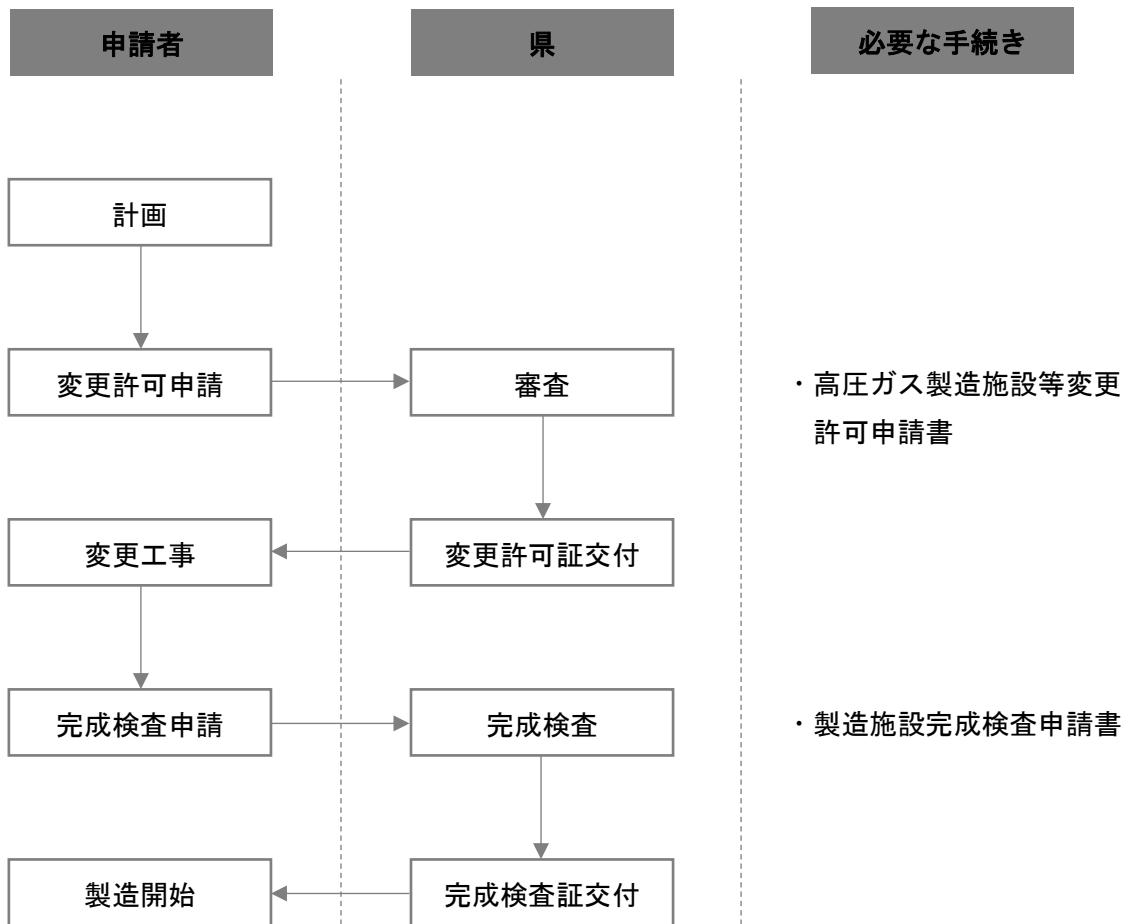 申請者
県
必要な手続き
計画
変更許可申請
審査
・高圧ガス製造施設等変更
許可申請書
変更工事
変更許可証交付
完成検査申請
完成検査
・製造施設完成検査申請書
製造開始
完成検査証交付